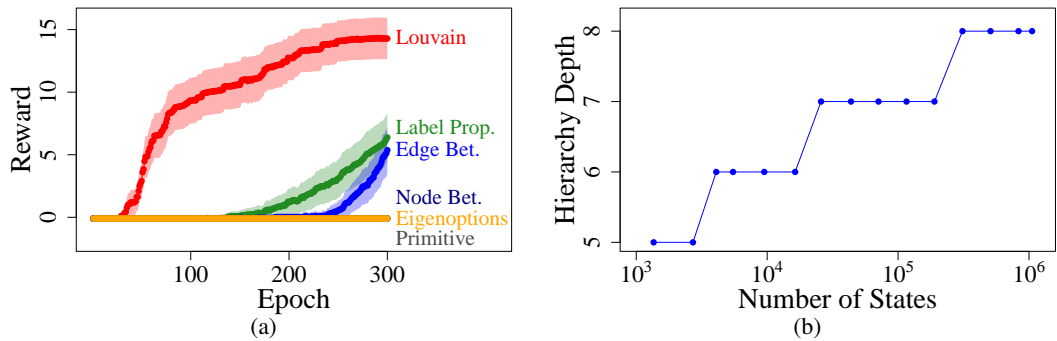 Reward
15
10
5
0
Louvain
Label Prop.
Edge Bet.
Node Bet.
Eigenoptions
Primitive
100
200
300
Epoch
(a)
Hierarchy Depth
8
7
6
5
10^3
10^4
10^5
10^6
Number of States
(b)